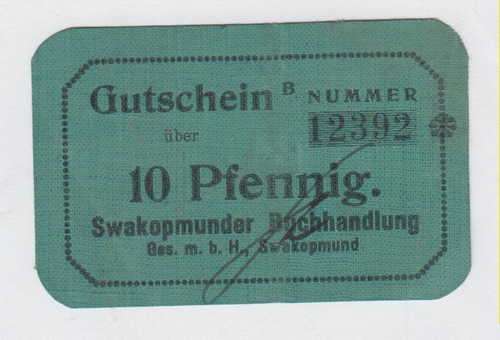 Gutschein B NUMMER
über 12392
10 Pfennig.
Swakopmunder Buchhandlung
Ges. m. b. H., Swakopmund